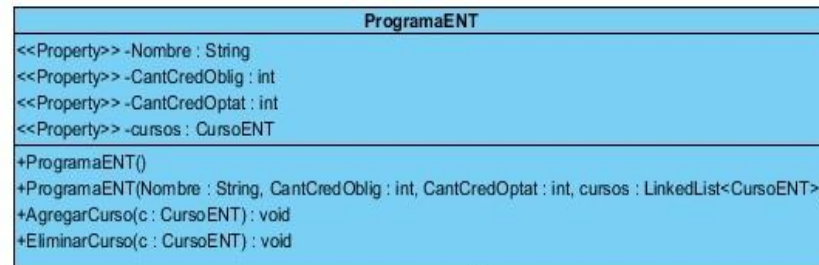 ProgramaENT
<<Property>> -Nombre : String
<<Property>> -CantCredOblig : int
<<Property>> -CantCredOptat : int
<<Property>> -cursos : CursoENT
+ProgramaENT()
+ProgramaENT(Nombre : String, CantCredOblig : int, CantCredOptat : int, cursos : LinkedList<CursoENT>
+AgregarCurso(c : CursoENT) : void
+EliminarCurso(c : CursoENT) : void